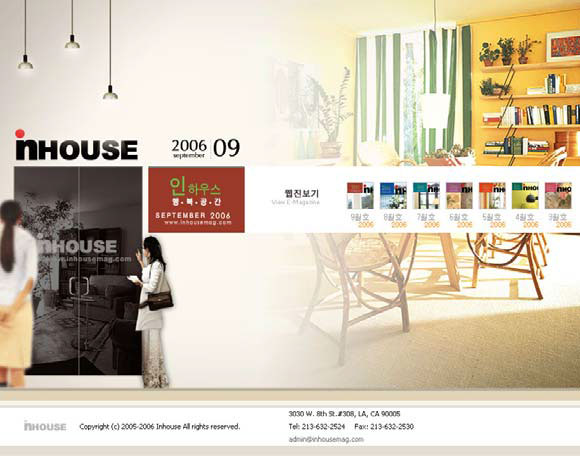 inHOUSE
2006 09
september
인하우스
행·복·공·간
SEPTEMBER 2006
www.inhousemag.com
웹진보기
View E-Magazine
9월호 8월호 7월호 6월호 5월호 4월호 3월호
2006 2006 2006 2006 2006 2006 2006
inHOUSE
www.inhousemag.com
inHOUSE
Copyright (c) 2005-2006 Inhouse All rights reserved.
3030 W. 8th St.#308, LA, CA 90005
Tel: 213-632-2524 Fax: 213-632-2530
admin@inhousemag.com